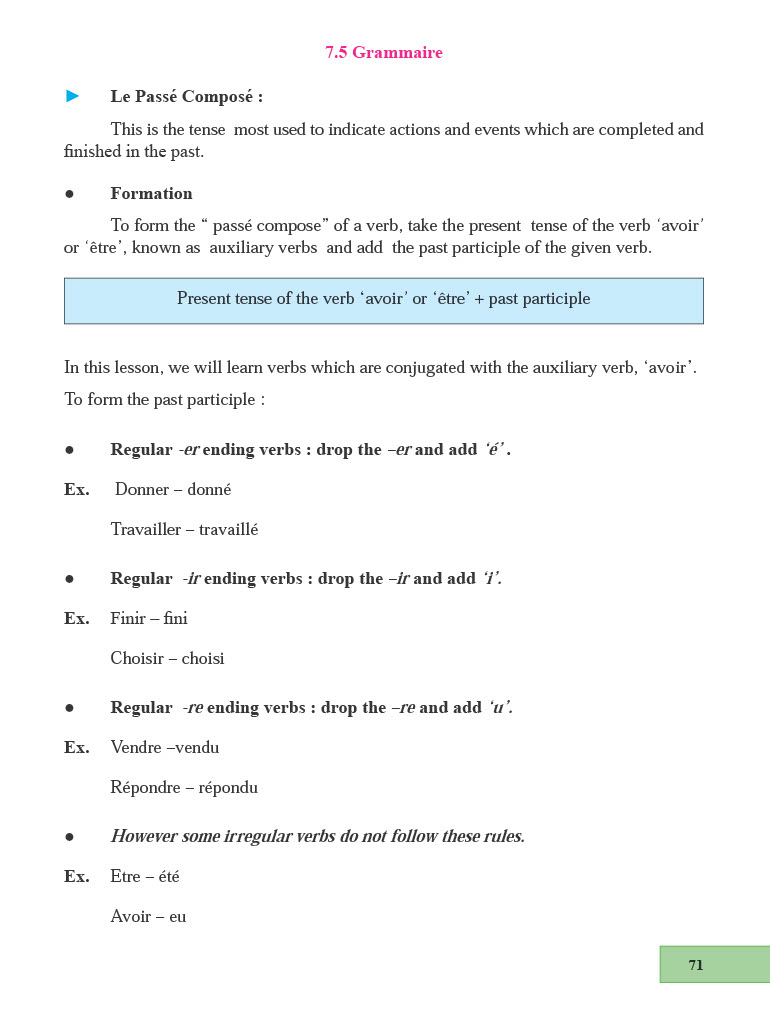 7.5 Grammaire
► Le Passé Composé :
This is the tense most used to indicate actions and events which are completed and
finished in the past.
● Formation
To form the “ passé compose” of a verb, take the present tense of the verb ‘avoir’
or ‘être’, known as auxiliary verbs and add the past participle of the given verb.
Present tense of the verb ‘avoir’ or ‘être’ + past participle
In this lesson, we will learn verbs which are conjugated with the auxiliary verb, ‘avoir’.
To form the past participle :
● Regular -er ending verbs : drop the –er and add ‘é’ .
Ex. Donner – donné
Travailler – travaillé
● Regular -ir ending verbs : drop the –ir and add ‘i’.
Ex. Finir – fini
Choisir – choisi
● Regular -re ending verbs : drop the –re and add ‘u’.
Ex. Vendre –vendu
Répondre – répondu
● However some irregular verbs do not follow these rules.
Ex. Etre – été
Avoir – eu
71